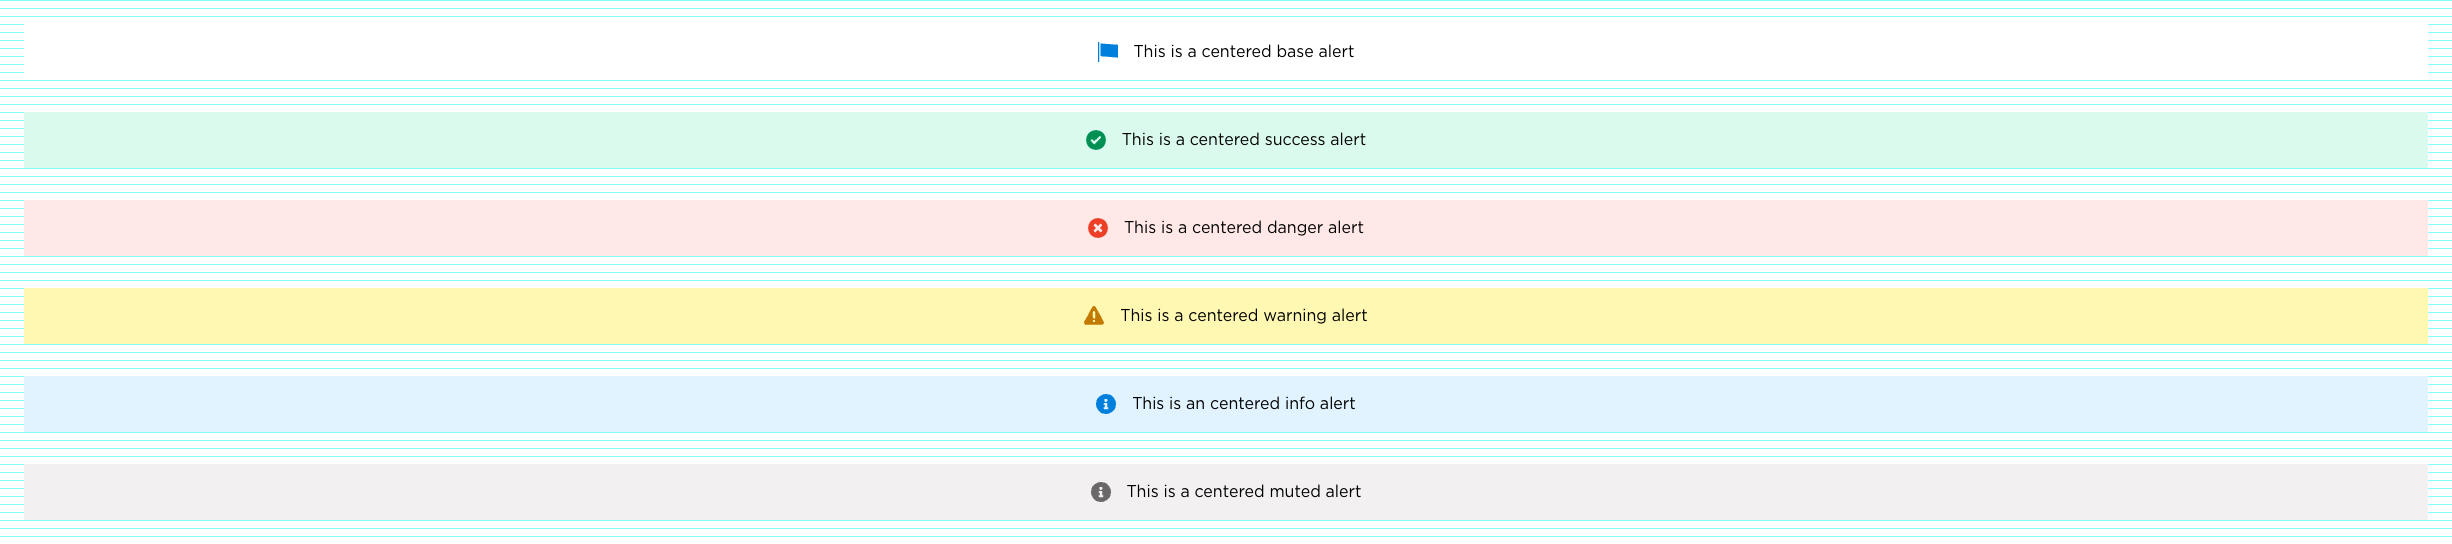 This is a centered base alert
This is a centered success alert
This is a centered danger alert
This is a centered warning alert
This is an centered info alert
This is a centered muted alert